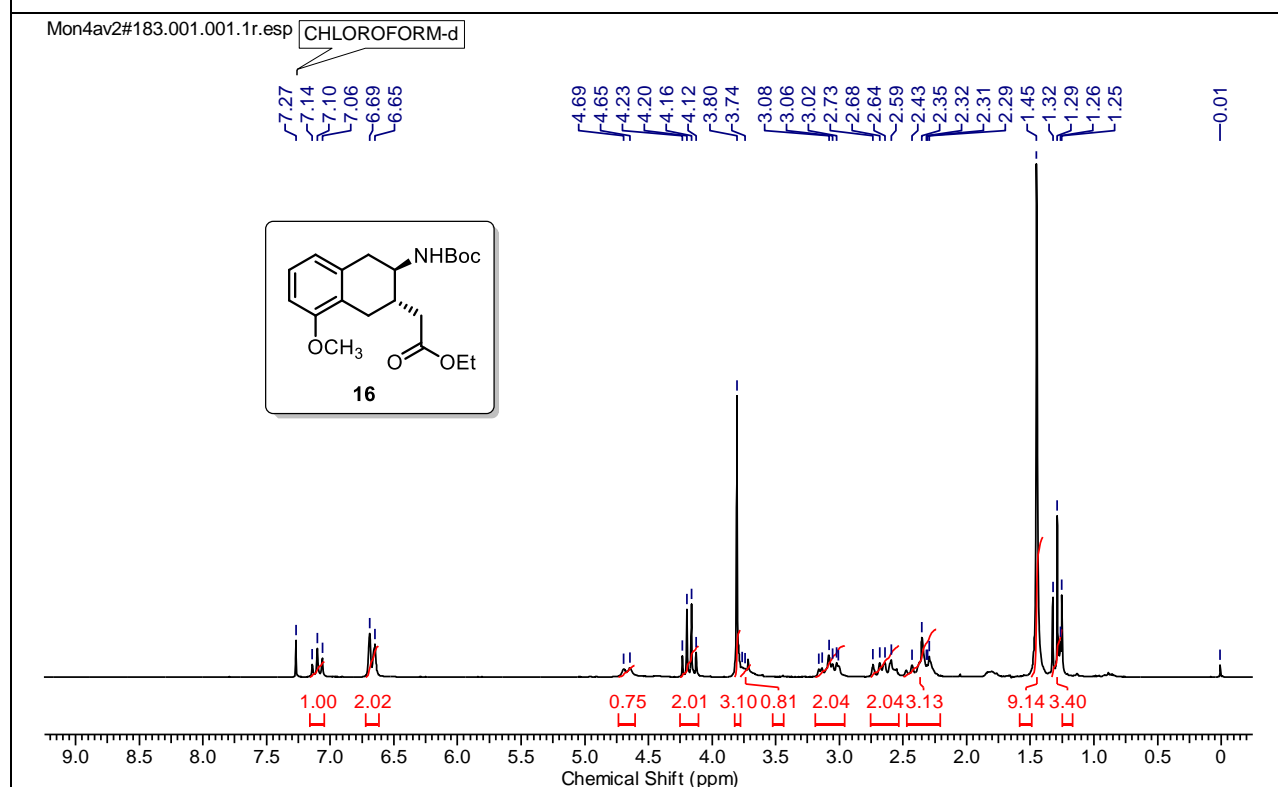 Mon4av2#183.001.001.1r.esp
CHLOROFORM-d
7.27 7.14 7.10 7.06 6.69 6.65 4.69 4.65 4.23 4.20 4.16 4.12 3.80 3.74 3.08 3.06 3.02 2.73 2.68 2.64 2.59 2.43 2.35 2.32 2.31 2.29 1.45 1.32 1.29 1.26 1.25 0.01
NHBoc
OCH3
O
OEt
16
1.00 2.02 0.75 2.01 3.10 0.81 2.04 2.04 3.13 9.14 3.40
9.0 8.5 8.0 7.5 7.0 6.5 6.0 5.5 5.0 4.5 4.0 3.5 3.0 2.5 2.0 1.5 1.0 0.5 0
Chemical Shift (ppm)